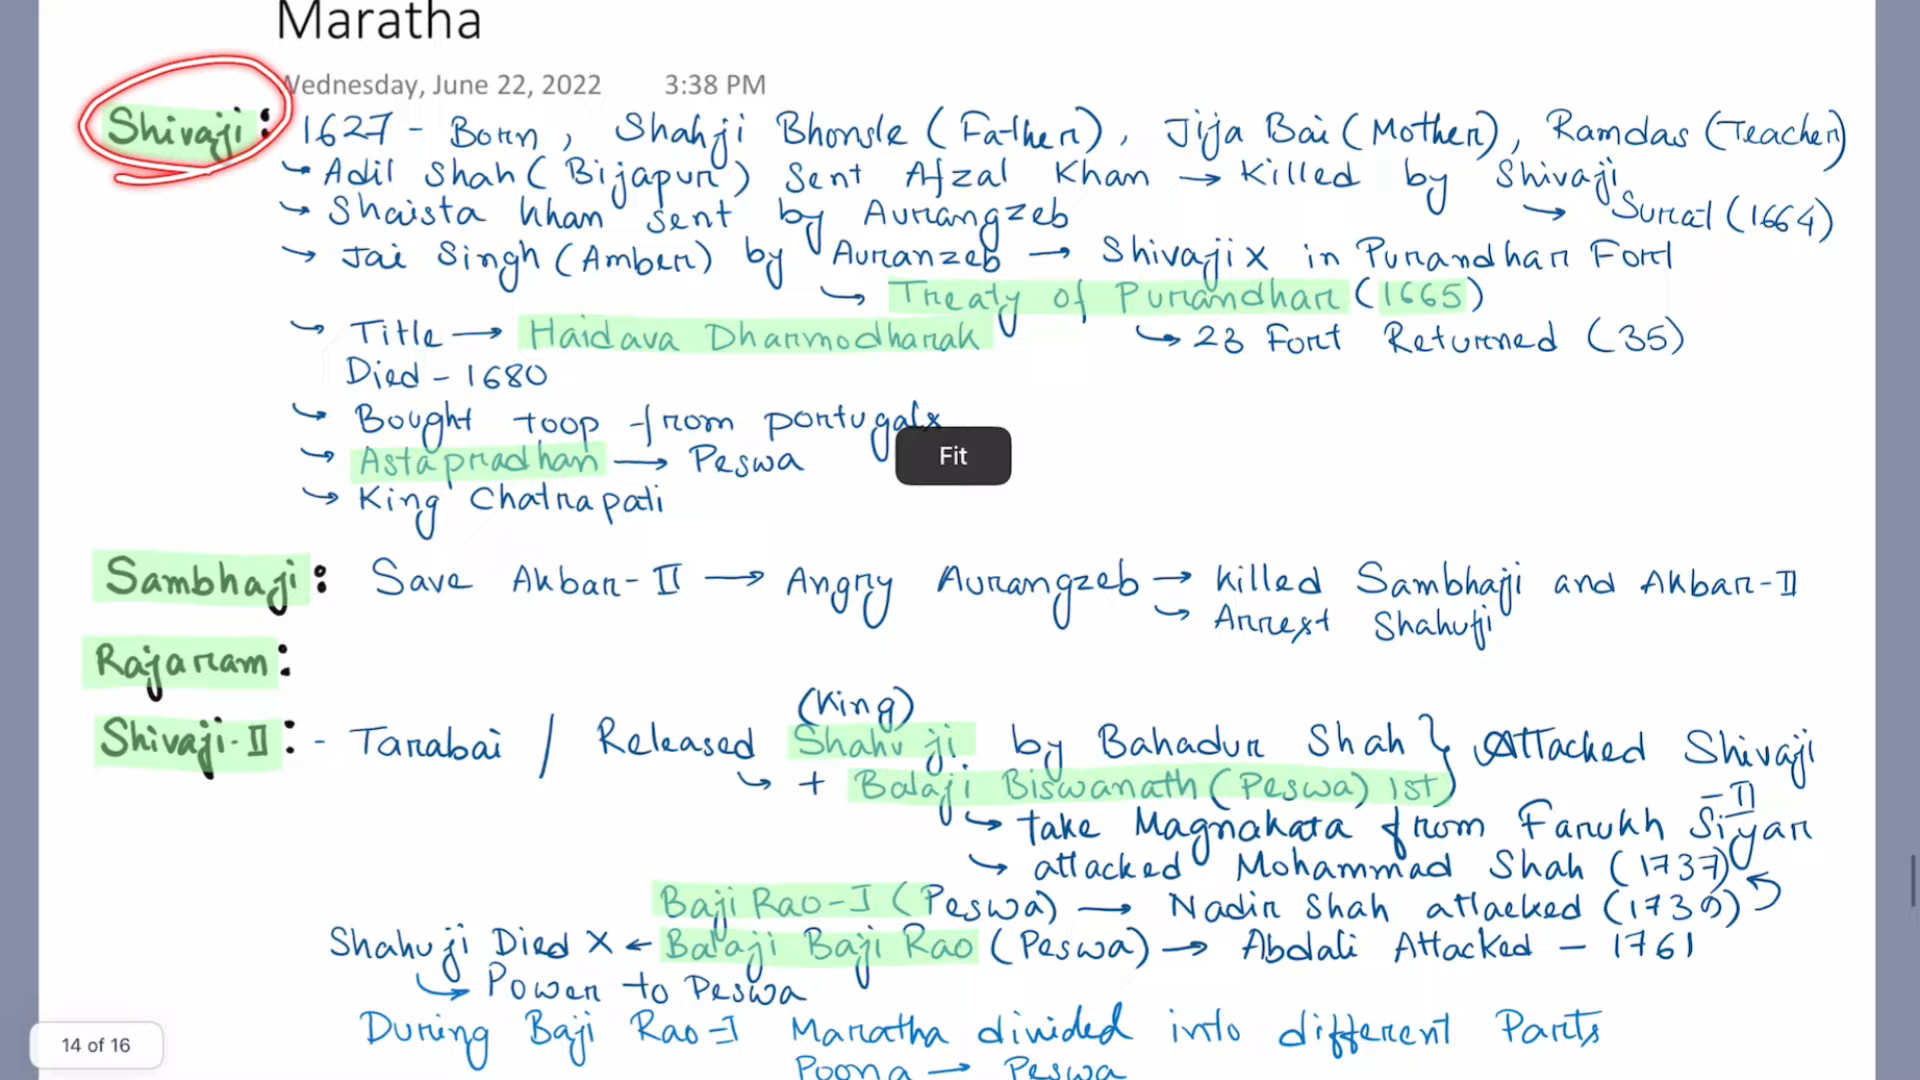 Maratha
Wednesday, June 22, 2022 3:38 PM
Shivaji: 1627 - Born, Shahji Bhonsle (Father), Jija Bai (Mother), Ramdas (Teacher)
↳ Adil Shah (Bijapur) Sent Afzal Khan → Killed by Shivaji
↳ Shaista Khan sent by Aurangzeb → Surat (1664)
↳ Jai Singh (Amber) by Auranzeb → Shivaji x in Purandhar Fort
↳ Treaty of Purandhar (1665)
↳ Title → Haidava Dharmodharak ↳ 23 Fort Returned (35)
Died - 1680
↳ Bought toop from portugals
↳ Astapradhan → Peswa
↳ King Chatrapati
Fit
Sambhaji: Save Akbar-II → Angry Aurangzeb → Killed Sambhaji and Akbar-II
↳ Arrest Shahuji
Rajaram:
(King)
Shivaji-II: - Tarabai / Released Shahuji by Bahadur Shah } Attacked Shivaji -II
↳ + Balaji Biswanath (Peswa) 1st
↳ take Magnakata from Farukh Siyar
↳ attacked Mohammad Shah (1737)
Baji Rao-I (Peswa) → Nadir Shah attacked (1739)
Shahuji Died X ← Balaji Baji Rao (Peswa) → Abdali Attacked - 1761
↳ Power to Peswa
During Baji Rao-I Maratha divided into different Parts
Poona → Peswa
14 of 16